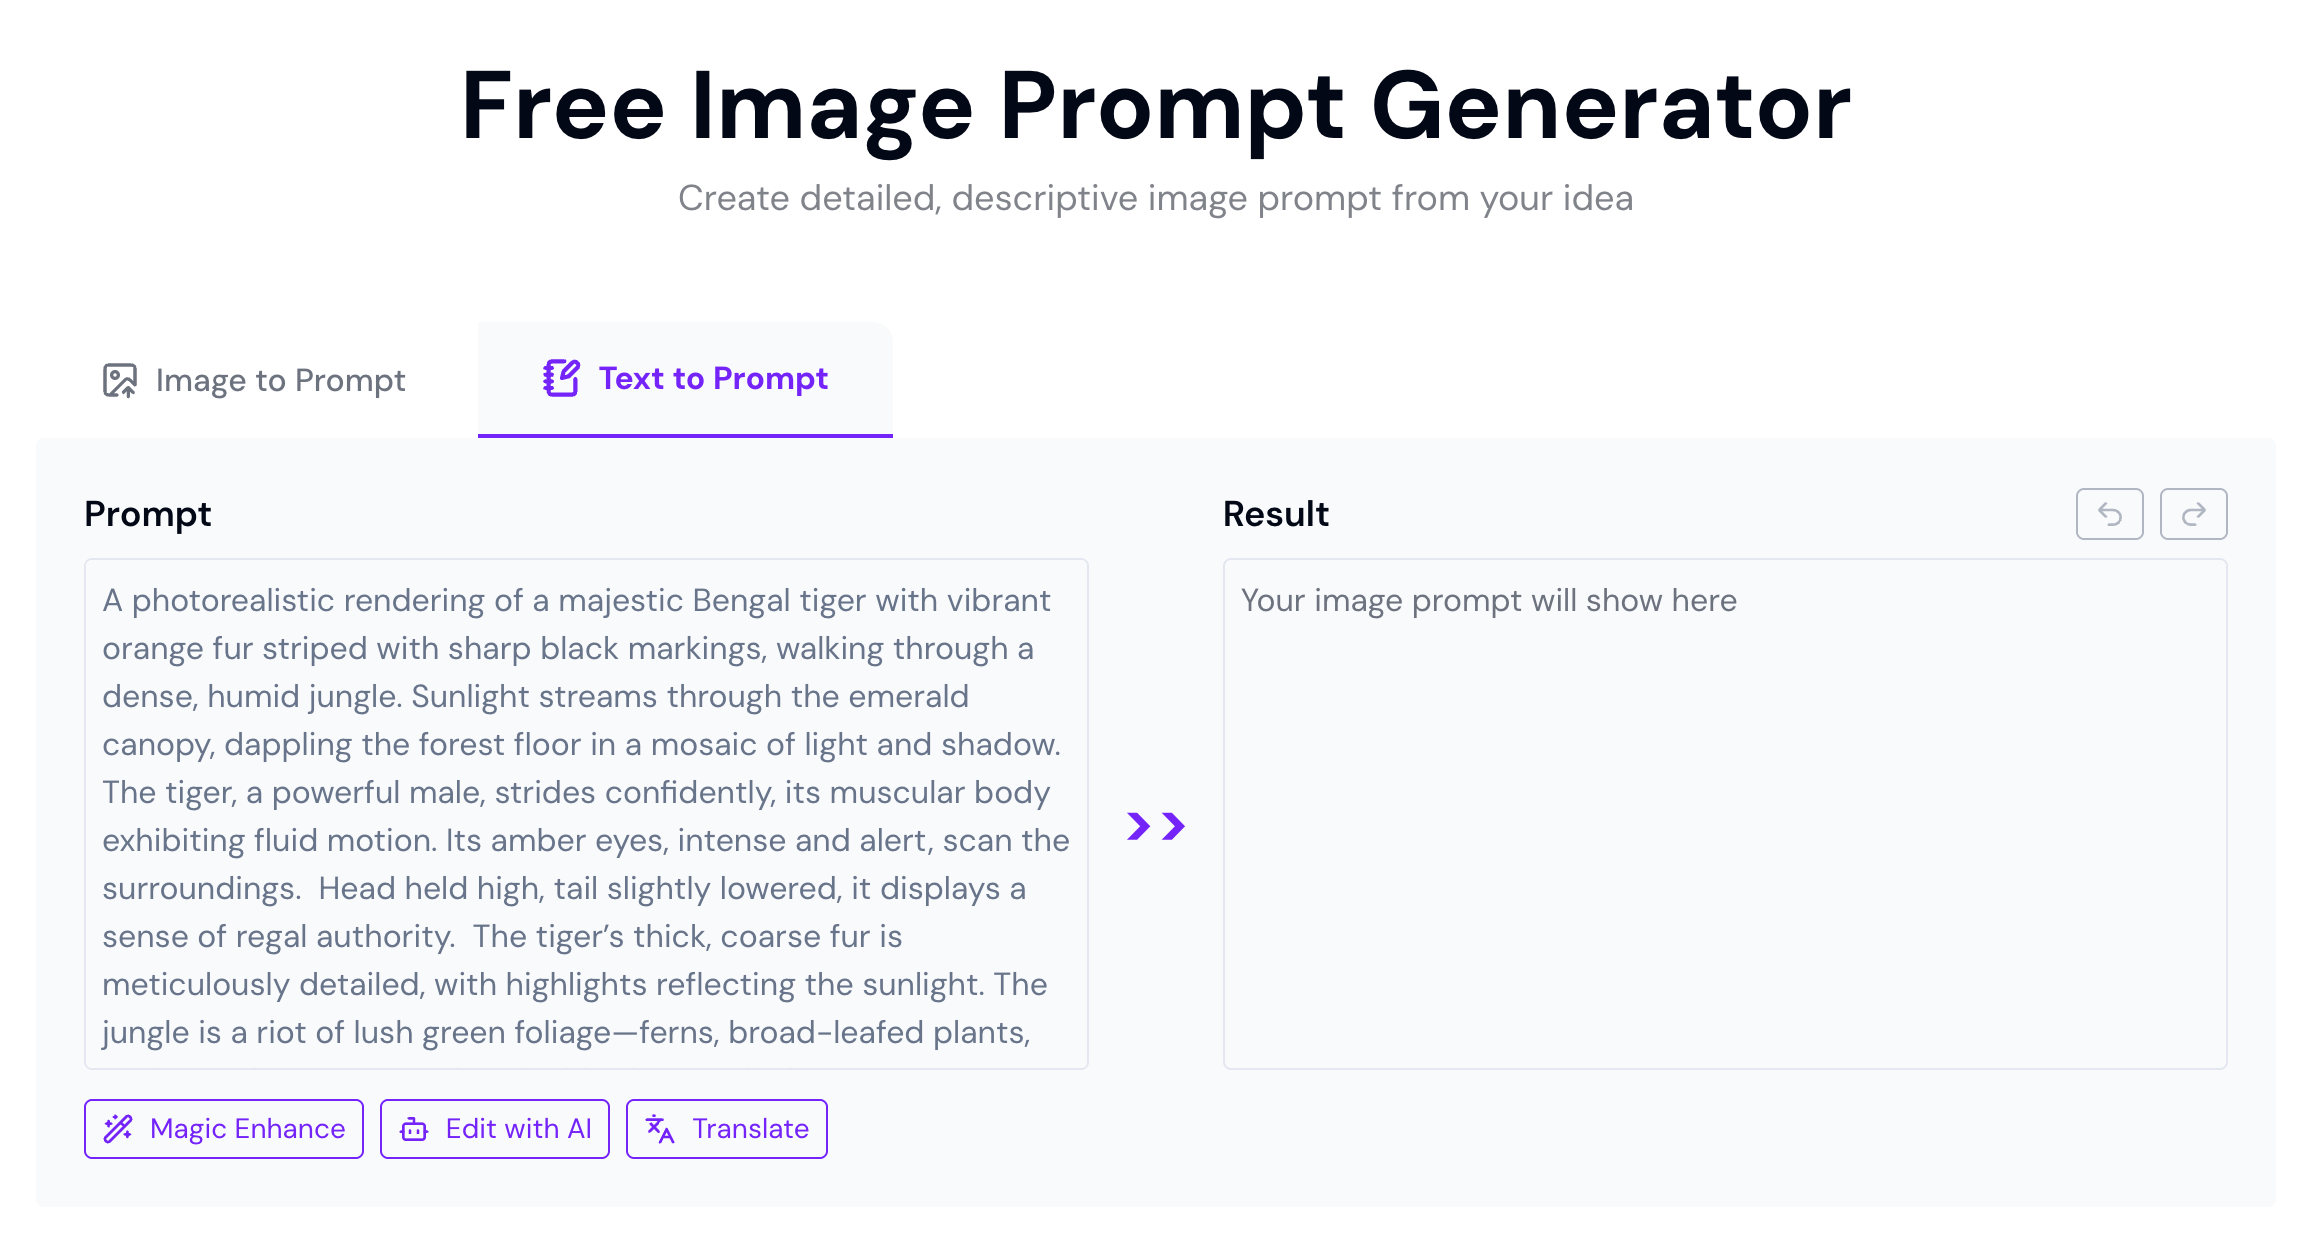 Free Image Prompt Generator
Create detailed, descriptive image prompt from your idea
Image to Prompt
Text to Prompt
Prompt
A photorealistic rendering of a majestic Bengal tiger with vibrant
orange fur striped with sharp black markings, walking through a
dense, humid jungle. Sunlight streams through the emerald
canopy, dappling the forest floor in a mosaic of light and shadow.
The tiger, a powerful male, strides confidently, its muscular body
exhibiting fluid motion. Its amber eyes, intense and alert, scan the
surroundings.  Head held high, tail slightly lowered, it displays a
sense of regal authority.  The tiger’s thick, coarse fur is
meticulously detailed, with highlights reflecting the sunlight. The
jungle is a riot of lush green foliage—ferns, broad-leafed plants,
Magic Enhance
Edit with AI
Translate
Result
Your image prompt will show here